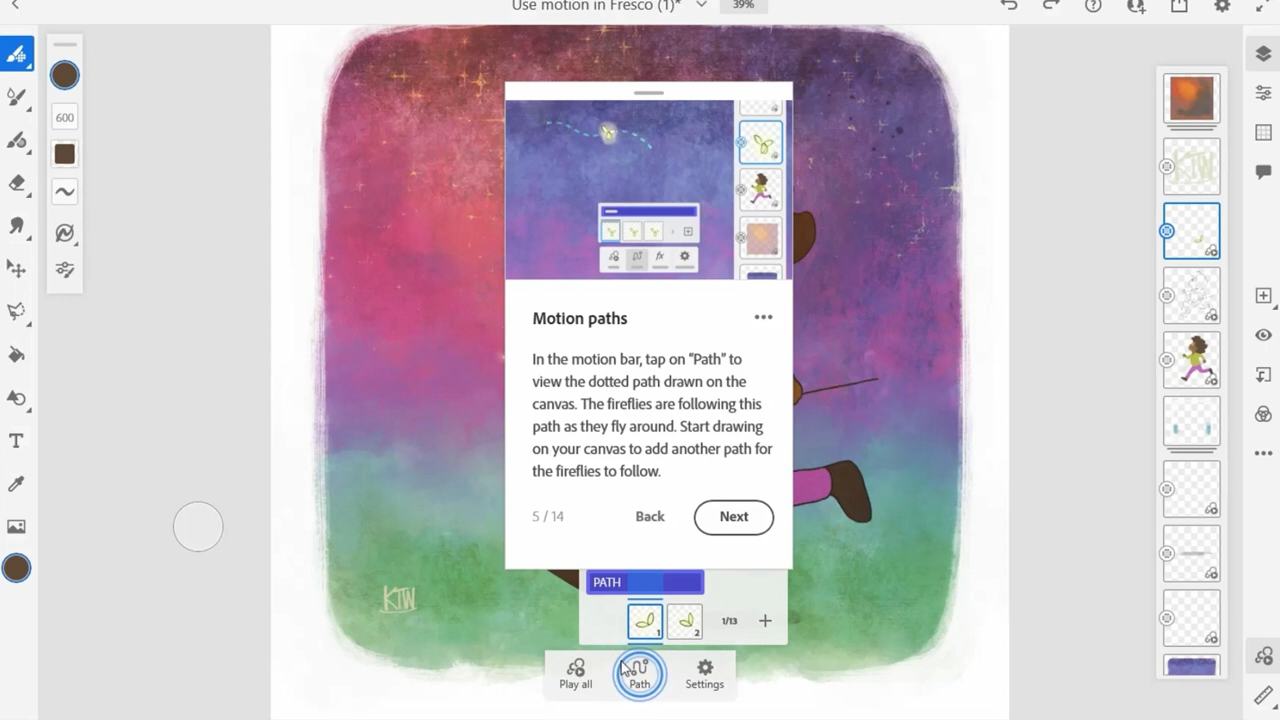 Use motion in Fresco (1)*
39%
600
Motion paths
In the motion bar, tap on “Path” to
view the dotted path drawn on the
canvas. The fireflies are following this
path as they fly around. Start drawing
on your canvas to add another path for
the fireflies to follow.
5 / 14
Back
Next
PATH
1
2
1/13
Play all
Path
Settings
KTW
KTW
fx
T